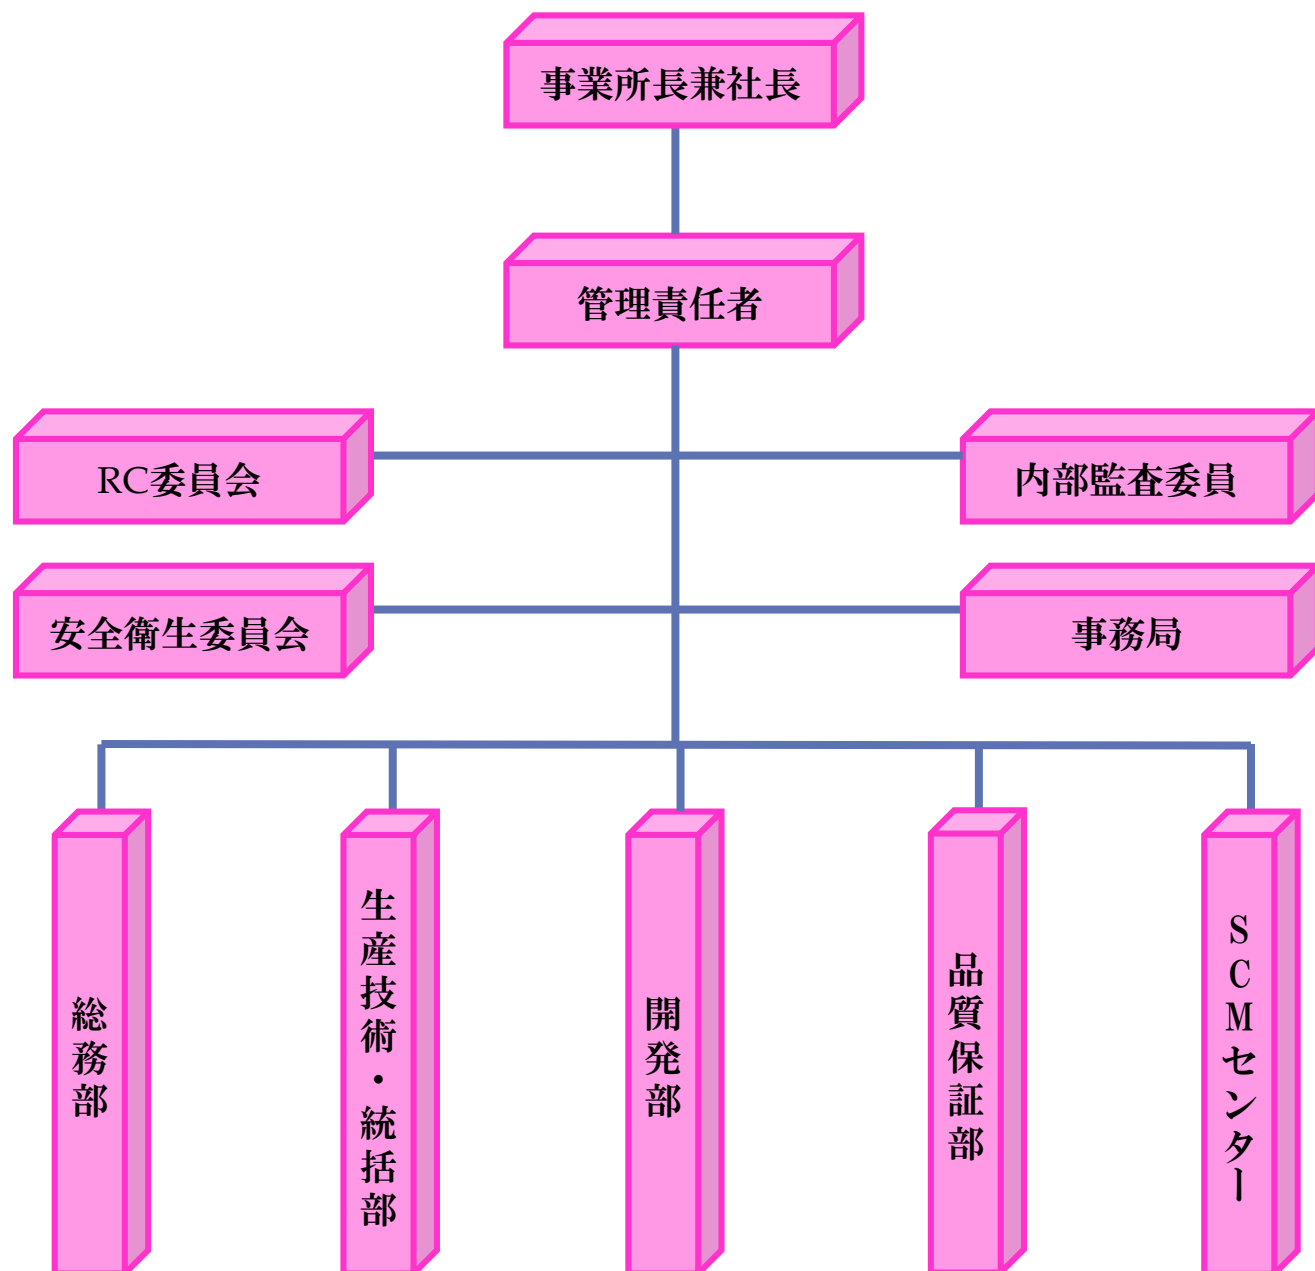 事業所長兼社長
管理責任者
RC委員会
内部監査委員
安全衛生委員会
事務局
総務部
生産技術・統括部
開発部
品質保証部
SCMセンター